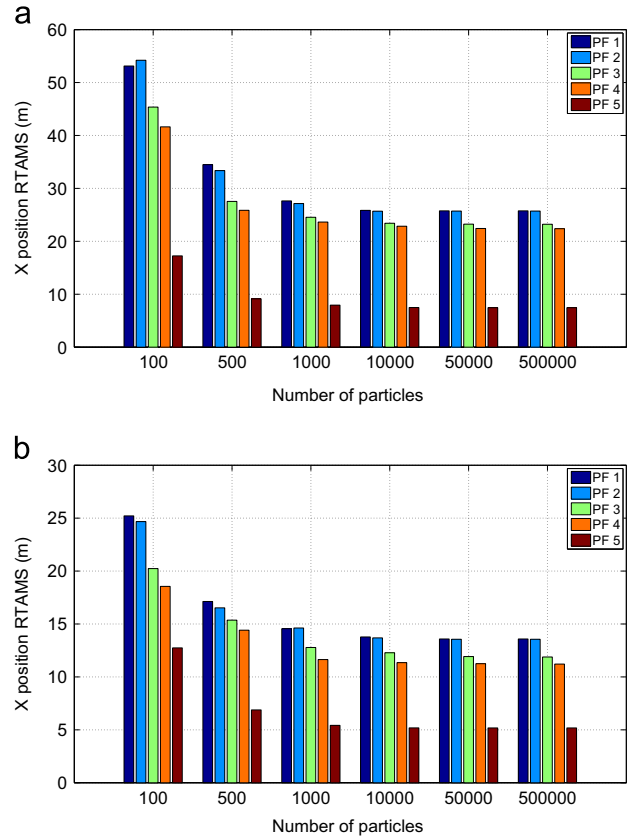 a
60
50
40
30
20
10
0
X position RTAMS (m)
PF 1
PF 2
PF 3
PF 4
PF 5
100 500 1000 10000 50000 500000
Number of particles
b
30
25
20
15
10
5
0
X position RTAMS (m)
PF 1
PF 2
PF 3
PF 4
PF 5
100 500 1000 10000 50000 500000
Number of particles